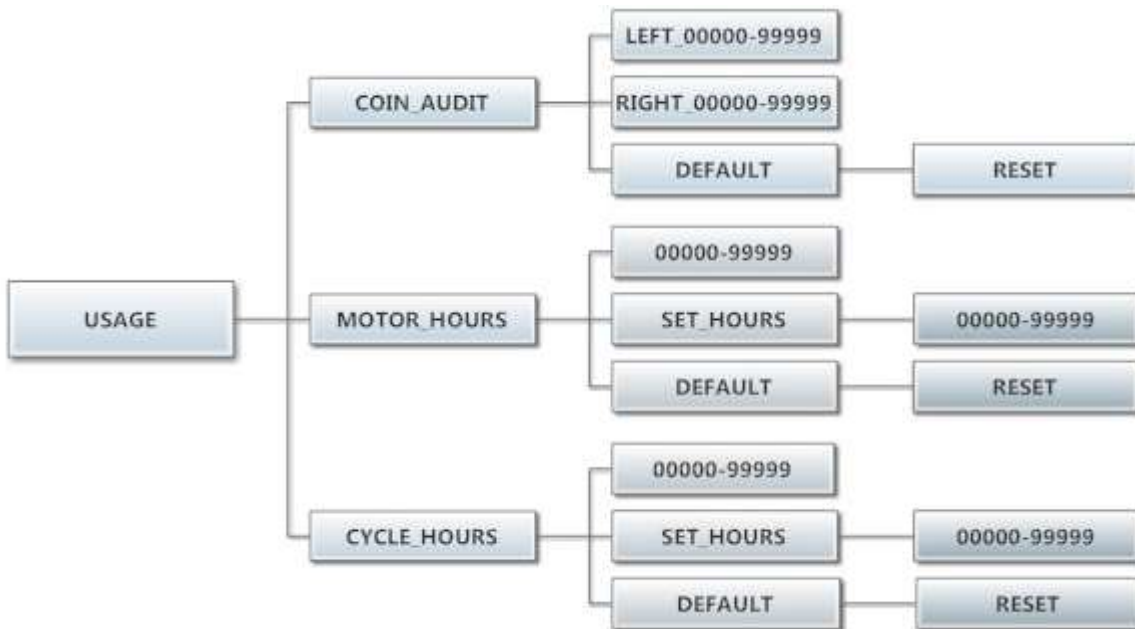 LEFT_00000-99999
COIN_AUDIT
RIGHT_00000-99999
DEFAULT
RESET
00000-99999
USAGE
MOTOR_HOURS
SET_HOURS
00000-99999
DEFAULT
RESET
00000-99999
CYCLE_HOURS
SET_HOURS
00000-99999
DEFAULT
RESET